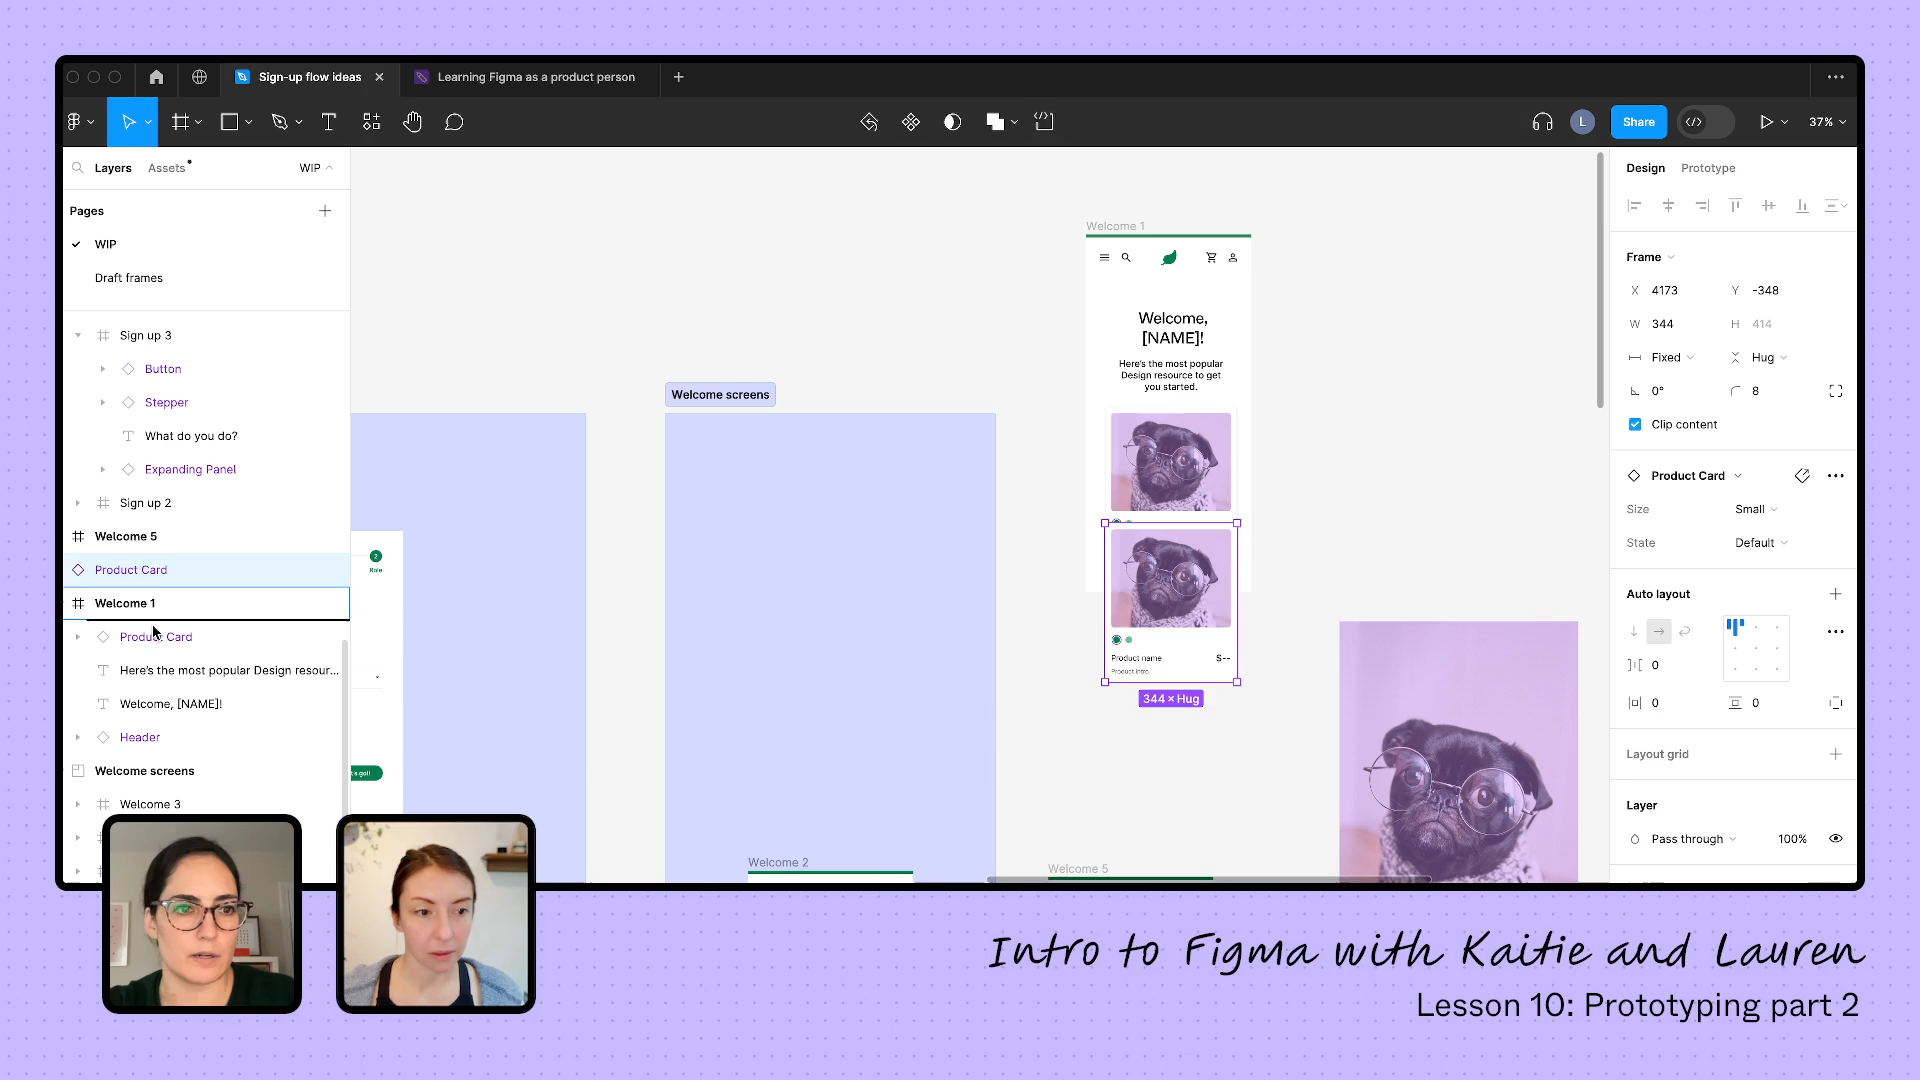 Sign-up flow ideas
Learning Figma as a product person
L
Share
37%
Layers
Assets
WIP
Pages
WIP
Draft frames
Sign up 3
Button
Stepper
What do you do?
Expanding Panel
Sign up 2
Welcome 5
Product Card
Welcome 1
Product Card
Here's the most popular Design resour...
Welcome, [NAME]!
Header
Welcome screens
Welcome 3
2
Role
Welcome screens
Welcome 2
Welcome 1
Welcome,
[NAME]!
Here's the most popular
Design resource to get
you started.
Product name
$--
Product intro
344 × Hug
Welcome 5
Design
Prototype
Frame
X 4173
Y -348
W 344
H 414
Fixed
Hug
0°
8
Clip content
Product Card
Size
Small
State
Default
Auto layout
0
0
0
Layout grid
Layer
Pass through
100%
Intro to Figma with Kaitie and Lauren
Lesson 10: Prototyping part 2